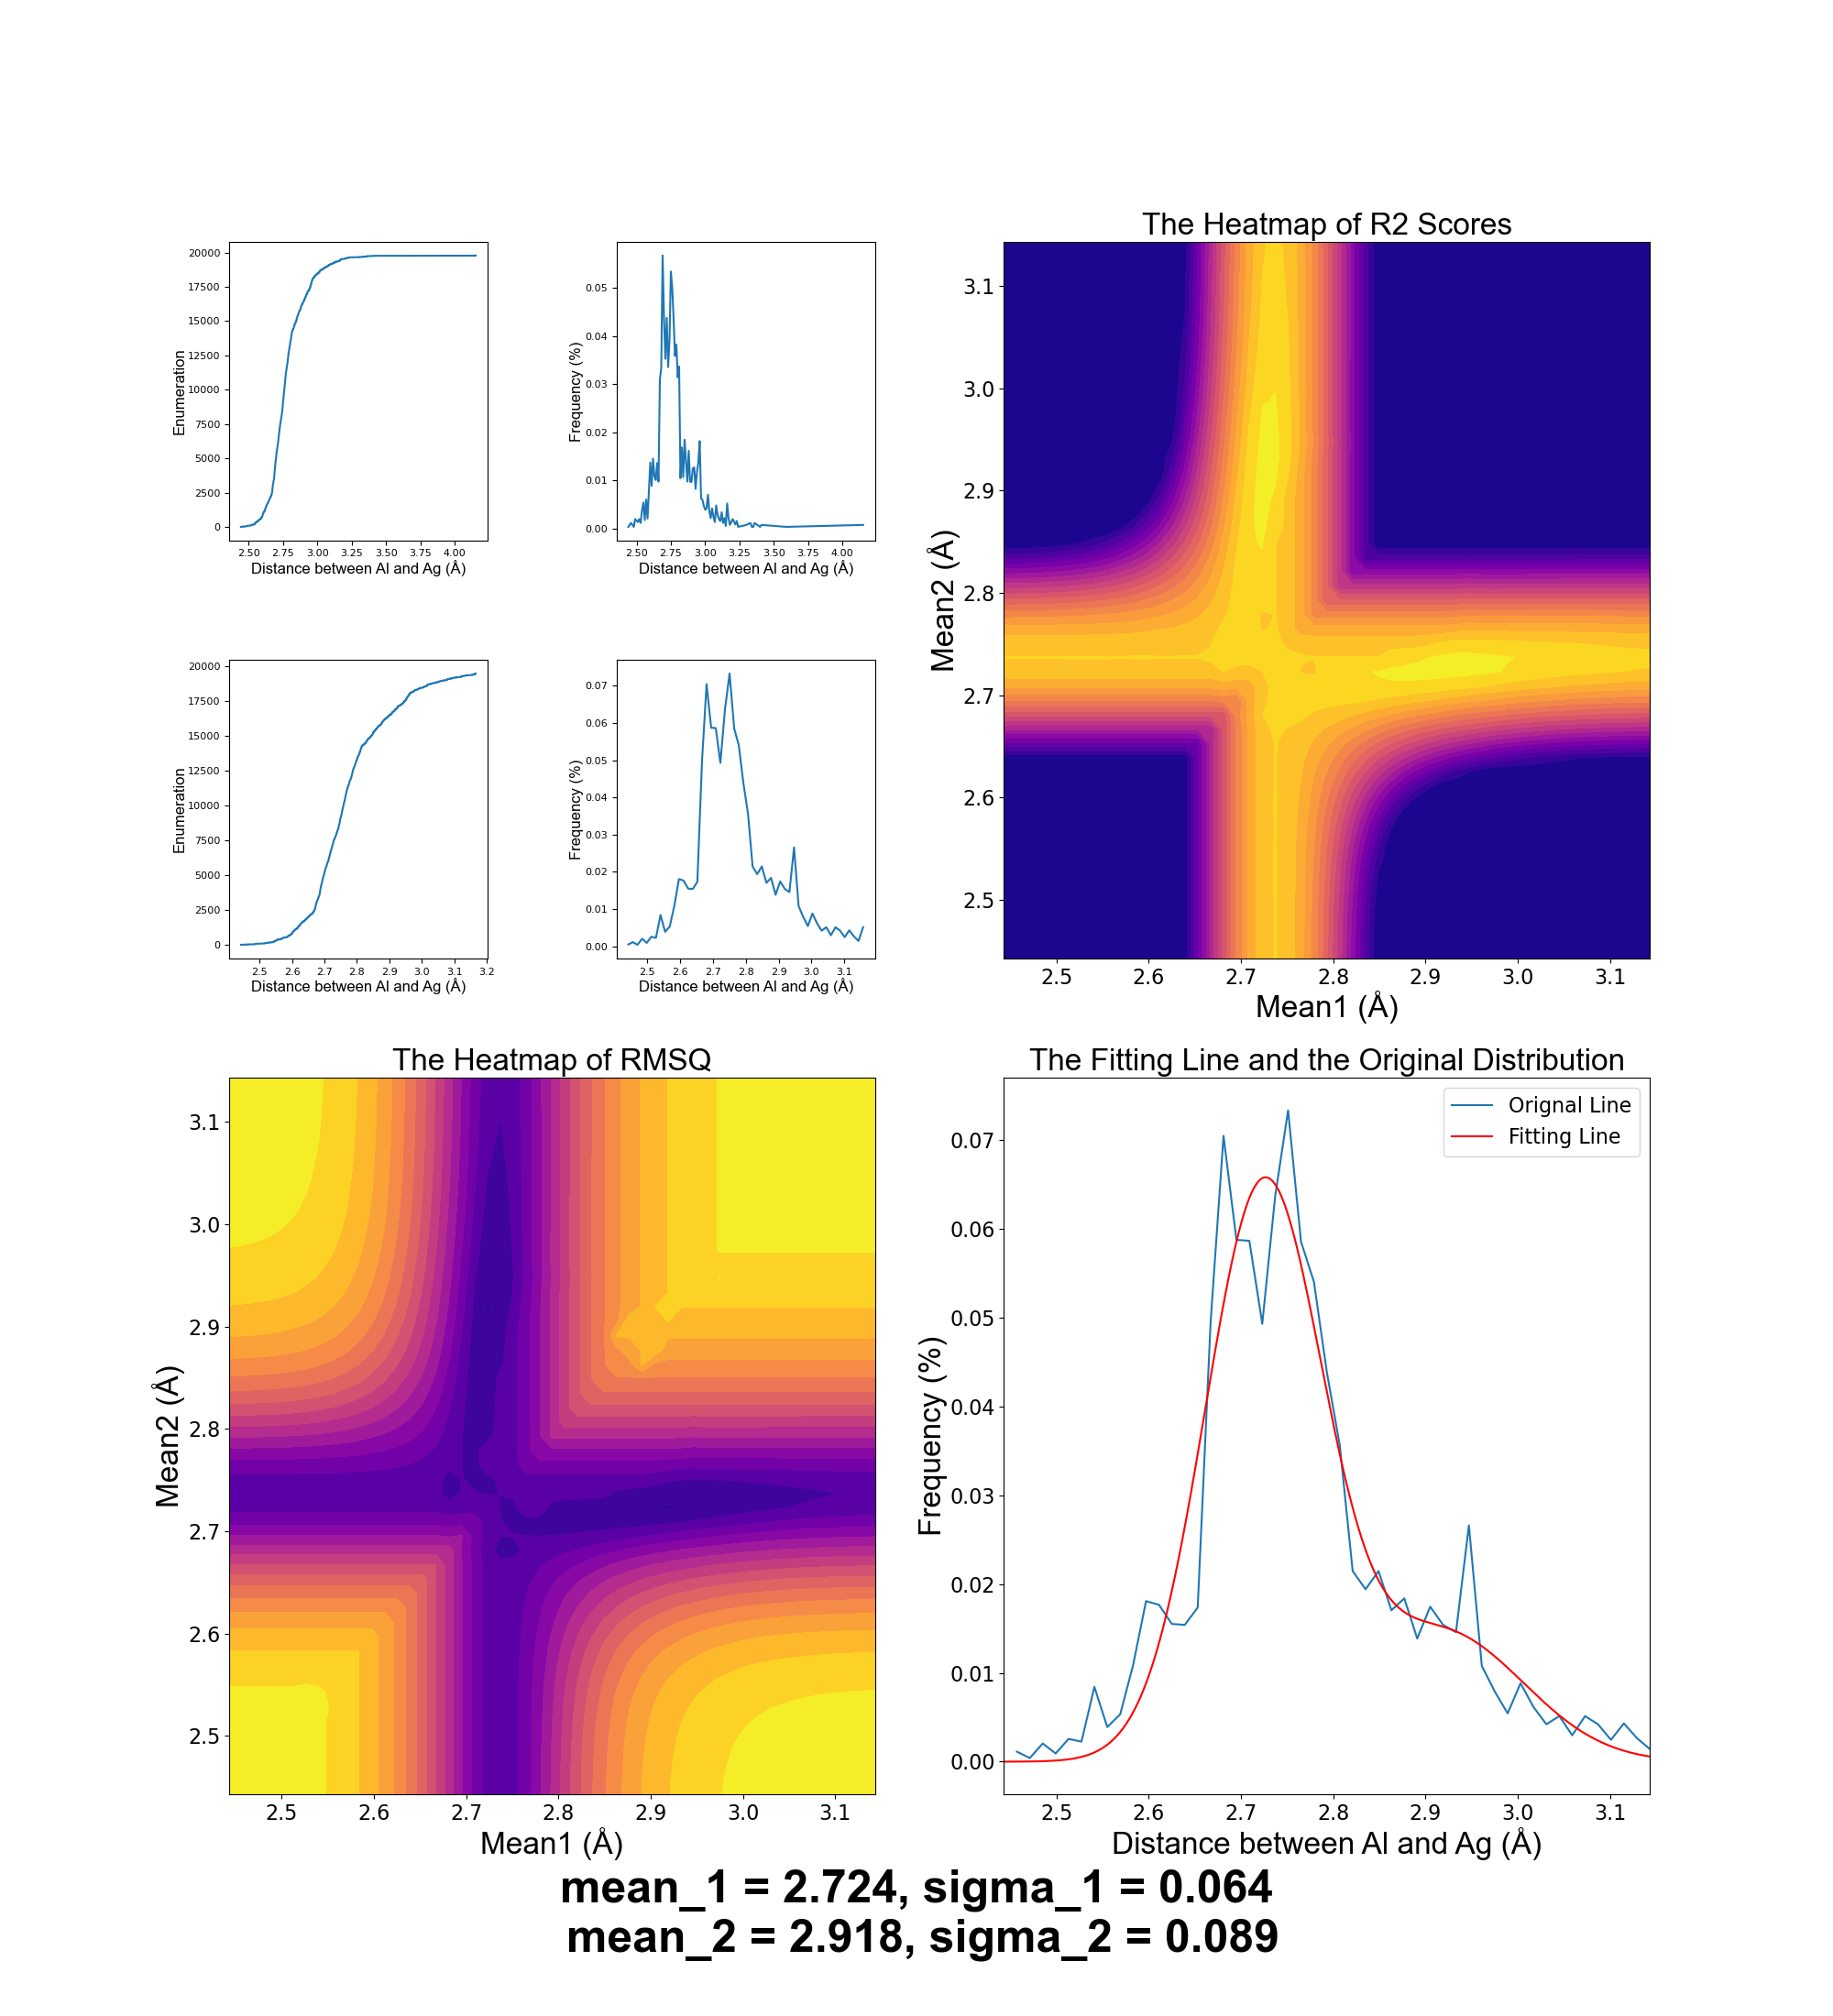 The Heatmap of R2 Scores
20000
17500
15000
12500
10000
7500
5000
2500
0
Enumeration
2.50 2.75 3.00 3.25 3.50 3.75 4.00
Distance between Al and Ag (Å)
0.05
0.04
0.03
0.02
0.01
0.00
Frequency (%)
2.50 2.75 3.00 3.25 3.50 3.75 4.00
Distance between Al and Ag (Å)
3.1
3.0
2.9
2.8
2.7
2.6
2.5
Mean2 (Å)
2.5 2.6 2.7 2.8 2.9 3.0 3.1
Mean1 (Å)
20000
17500
15000
12500
10000
7500
5000
2500
0
Enumeration
2.5 2.6 2.7 2.8 2.9 3.0 3.1 3.2
Distance between Al and Ag (Å)
0.07
0.06
0.05
0.04
0.03
0.02
0.01
0.00
Frequency (%)
2.5 2.6 2.7 2.8 2.9 3.0 3.1
Distance between Al and Ag (Å)
The Heatmap of RMSQ
3.1
3.0
2.9
2.8
2.7
2.6
2.5
Mean2 (Å)
2.5 2.6 2.7 2.8 2.9 3.0 3.1
Mean1 (Å)
The Fitting Line and the Original Distribution
Orignal Line
Fitting Line
0.07
0.06
0.05
0.04
0.03
0.02
0.01
0.00
Frequency (%)
2.5 2.6 2.7 2.8 2.9 3.0 3.1
Distance between Al and Ag (Å)
mean_1 = 2.724, sigma_1 = 0.064
mean_2 = 2.918, sigma_2 = 0.089